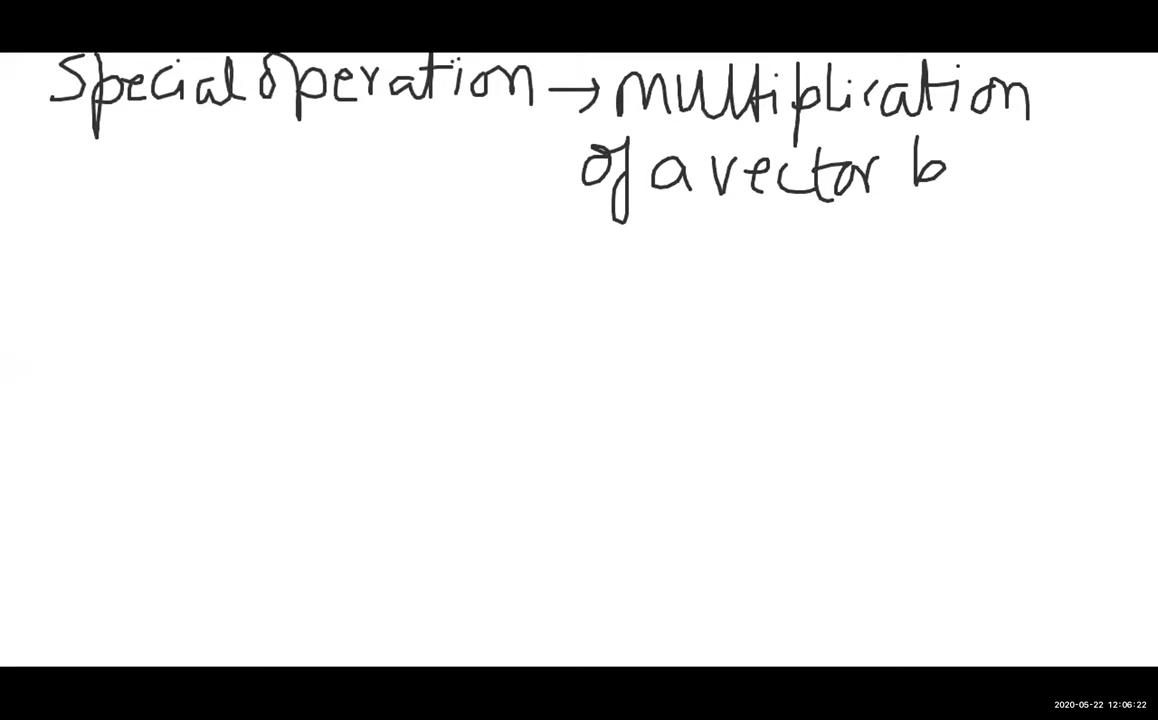 Special operation → multiplication
of a vector b
2020-05-22 12:06:22